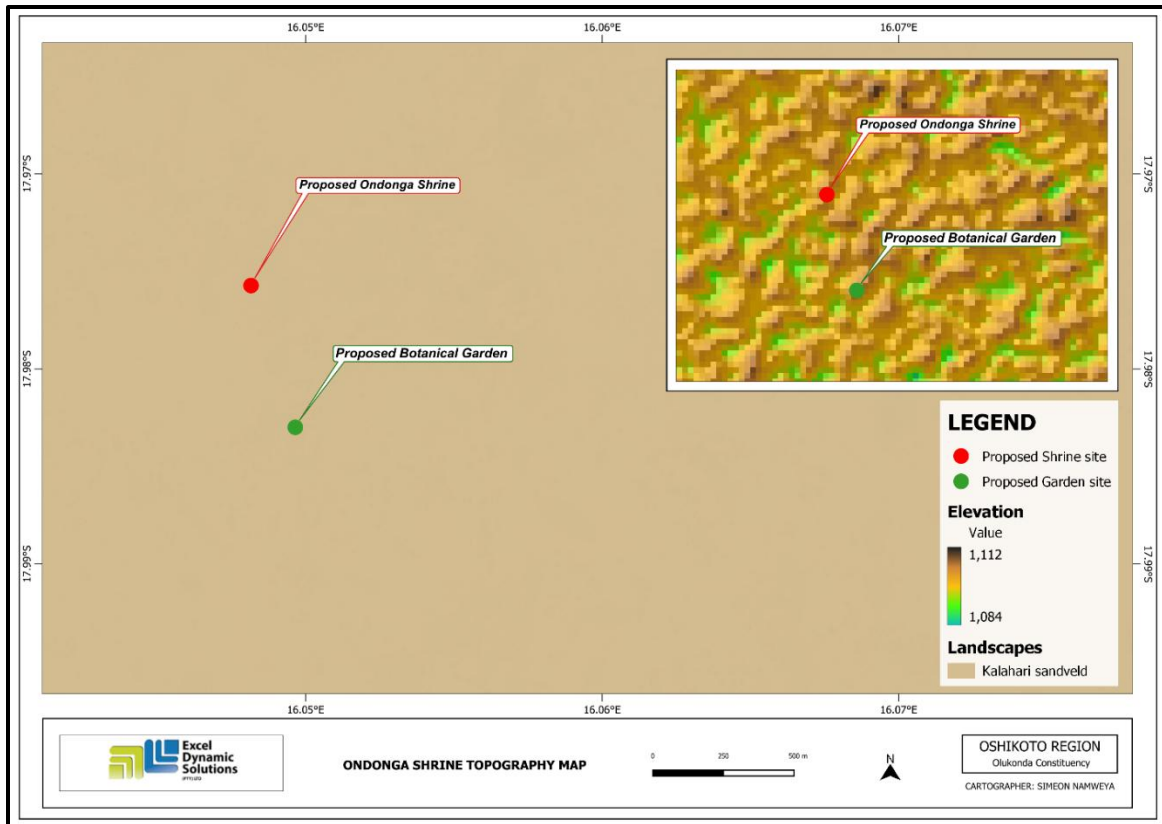 16.05°E
16.06°E
16.07°E
17.97°S
17.97°S
Proposed Ondonga Shrine
Proposed Botanical Garden
Proposed Ondonga Shrine
Proposed Botanical Garden
17.98°S
17.98°S
17.99°S
17.99°S
LEGEND
Proposed Shrine site
Proposed Garden site
Elevation
Value
1,112
1,084
Landscapes
Kalahari sandveld
16.05°E
16.06°E
16.07°E
Excel
Dynamic
Solutions
(PTY) LTD
ONDONGA SHRINE TOPOGRAPHY MAP
0 250 500 m
N
OSHIKOTO REGION
Olukonda Constituency
CARTOGRAPHER: SIMEON NAMWEYA